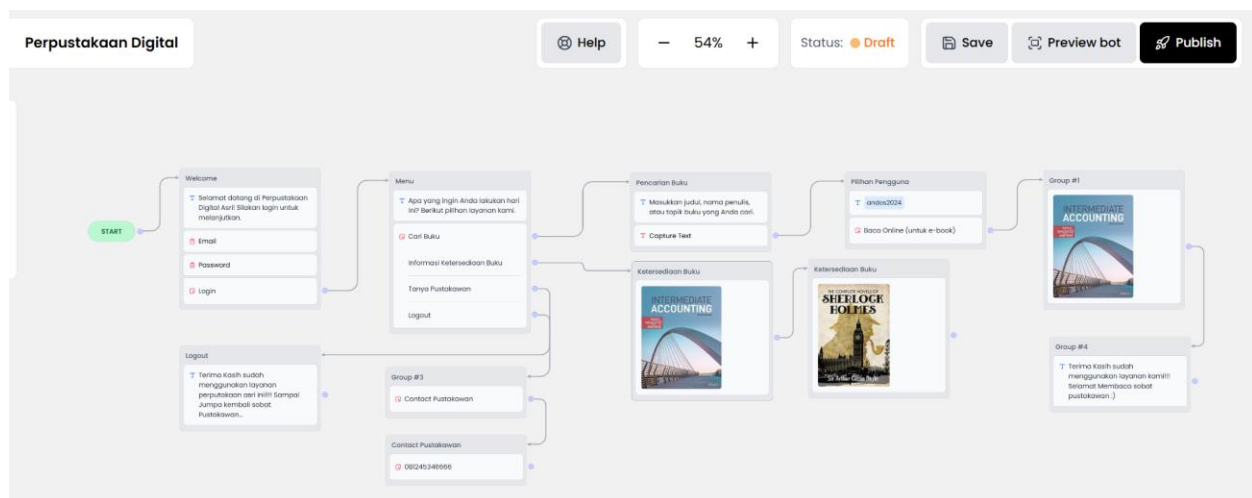 Perpustakaan Digital
Help
— 54% +
Status: Draft
Save
Preview bot
Publish
START
Welcome
Selamat datang di Perpustakaan
Digital Asri! Silakan login untuk
melanjutkan.
Email
Password
Login
Menu
Apa yang ingin Anda lakukan hari
ini? Berikut pilihan layanan kami.
Cari Buku
Informasi Ketersediaan Buku
Tanya Pustakawan
Logout
Pencarian Buku
Masukkan judul, nama penulis,
atau topik buku yang Anda cari.
Capture Text
Pilihan Pengguna
andos2024
Baca Online (untuk e-book)
Group #1
INTERMEDIATE
ACCOUNTING
Ketersediaan Buku
INTERMEDIATE
ACCOUNTING
Ketersediaan Buku
THE COMPLETE NOVELS OF
SHERLOCK
HOLMES
Sir Arthur Conan Doyle
Logout
Terima Kasih sudah
menggunakan layanan
perputakaan asri ini!!! Sampai
Jumpa kembali sobat
Pustakawan...
Group #3
Contact Pustakawan
Contact Pustakawan
081245346666
Group #4
Terima Kasih sudah
menggunakan layanan kami!!!
Selamat Membaca sobat
pustakawan :)